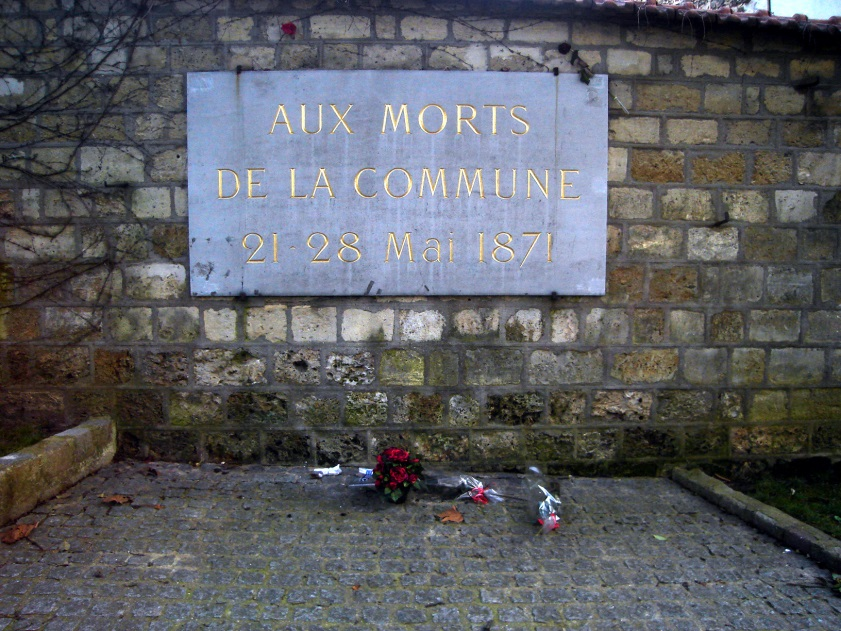 AUX MORTS
DE LA COMMUNE
21-28 Mai 1871